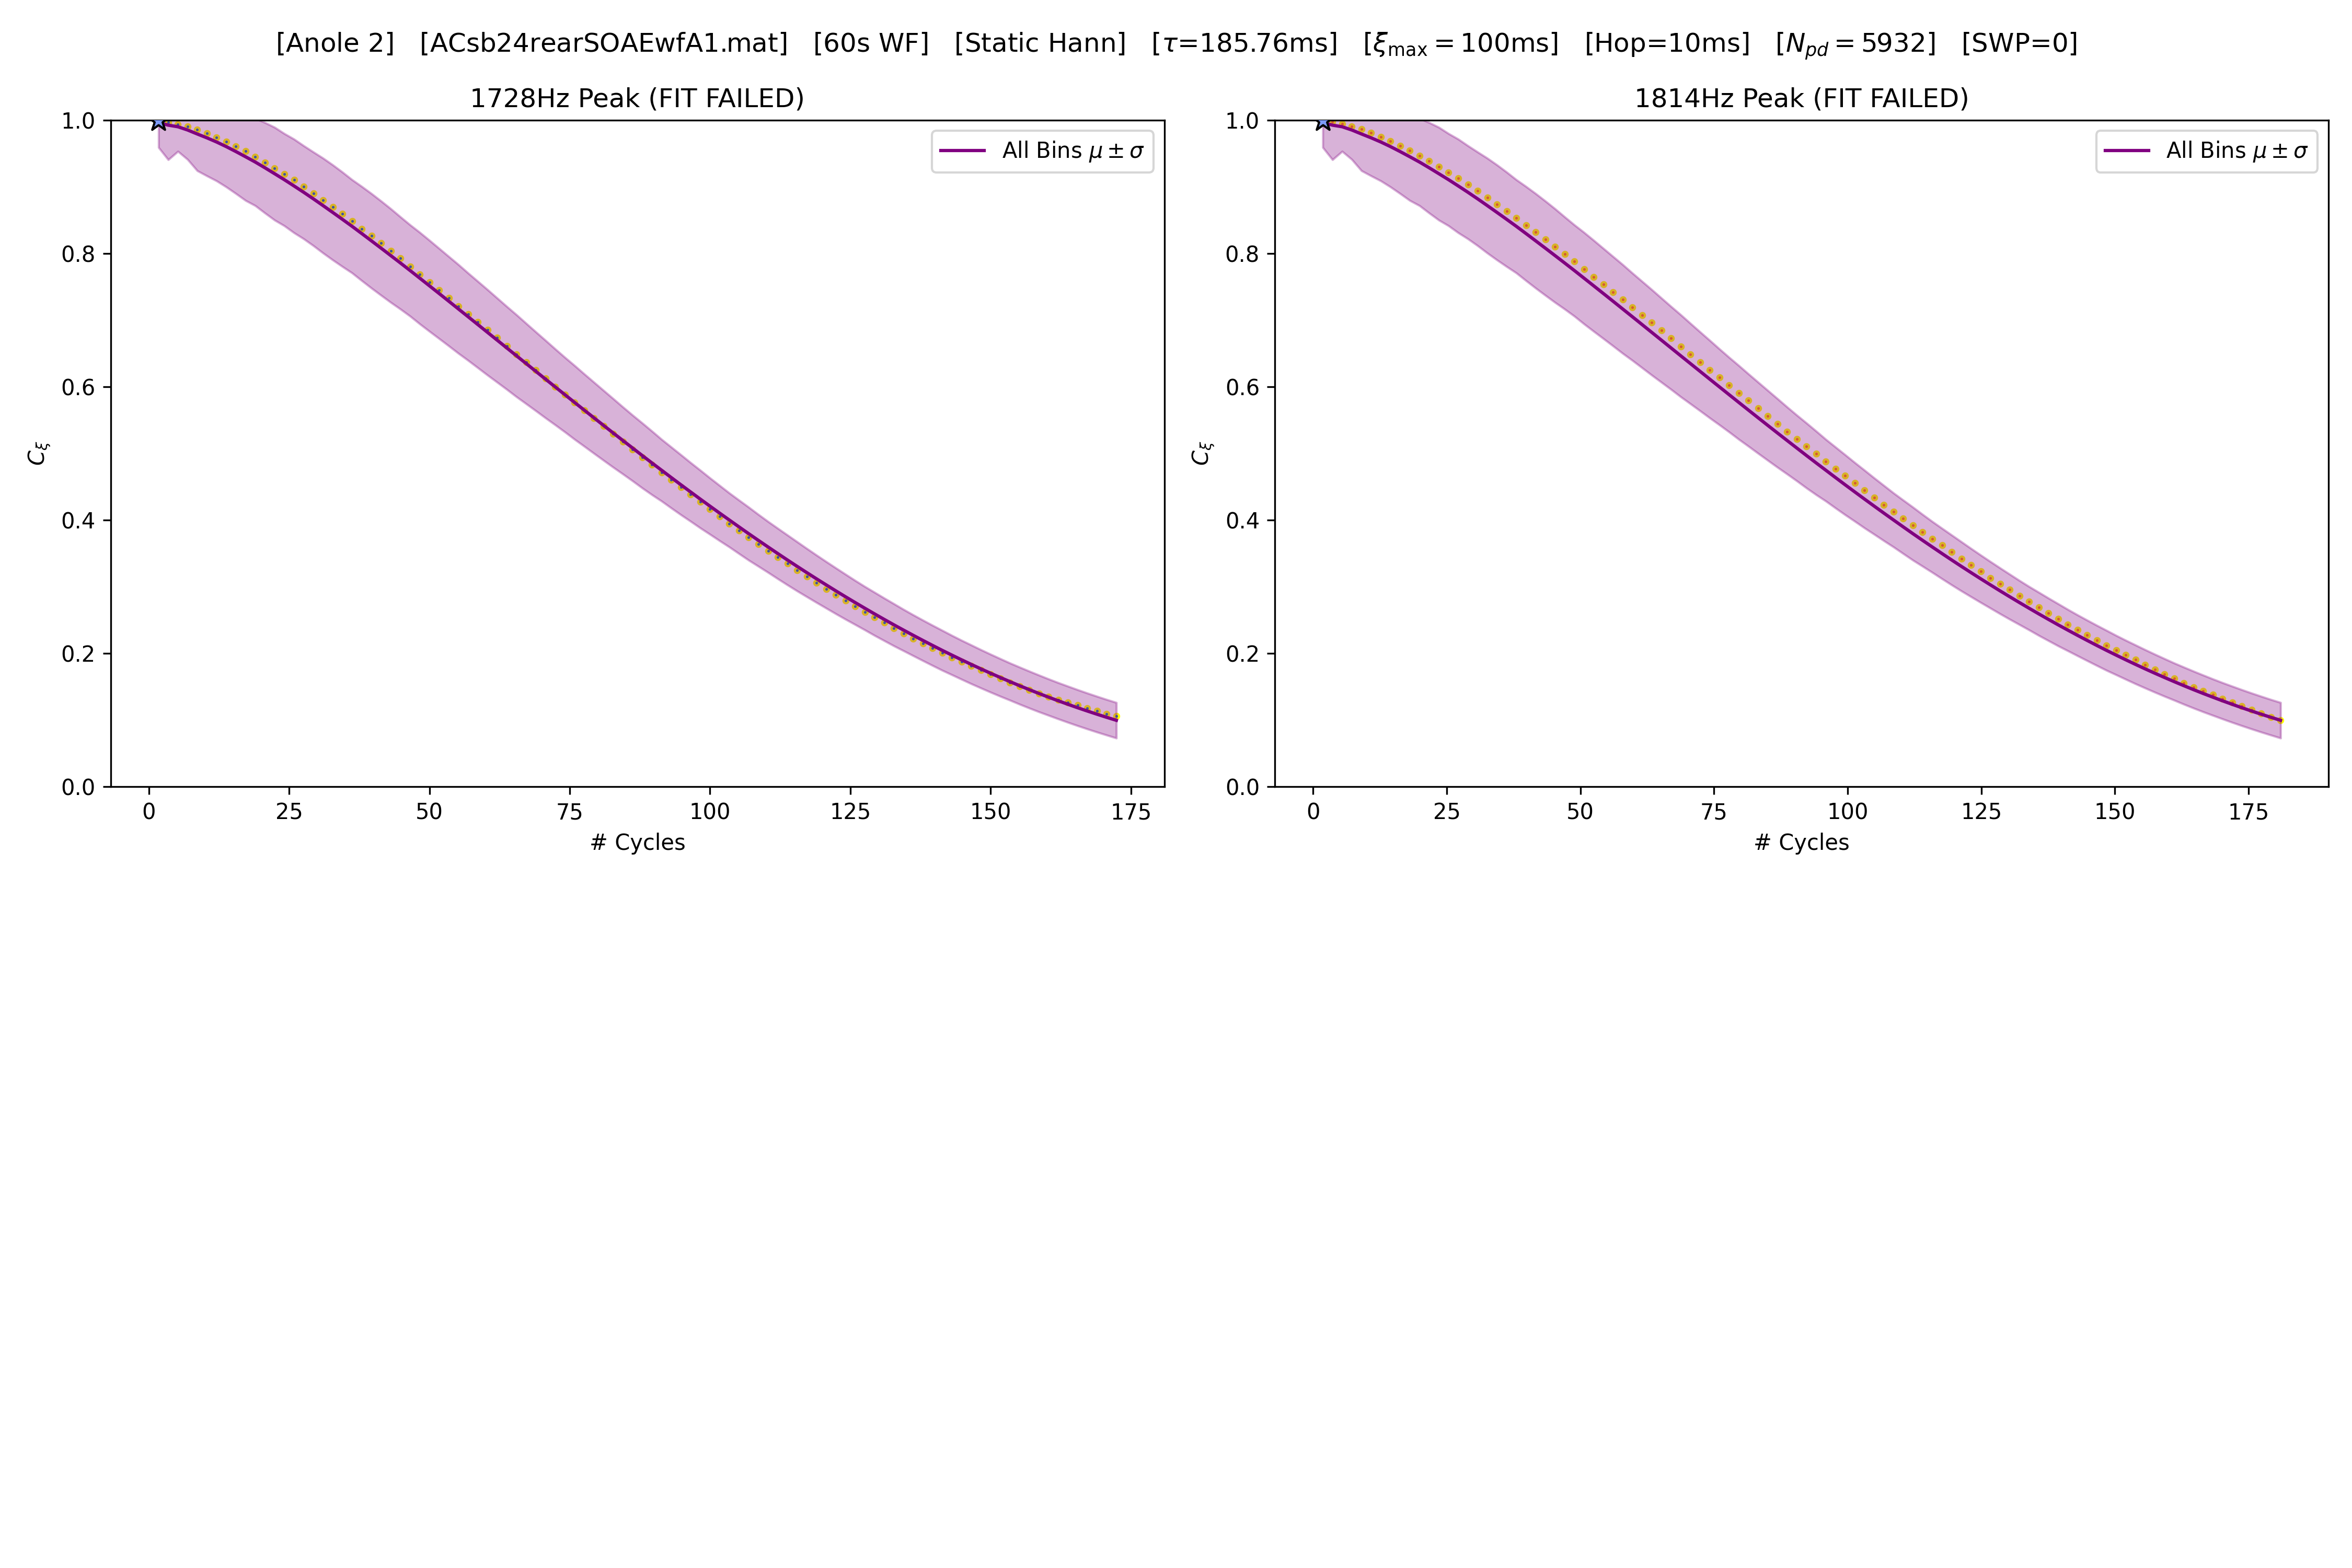 [Anole 2]   [ACsb24rearSOAEwfA1.mat]   [60s WF]   [Static Hann]   [τ=185.76ms]   [ξmax = 100ms]   [Hop=10ms]   [Npd = 5932]   [SWP=0]
1728Hz Peak (FIT FAILED)
1.0
0.8
0.6
0.4
0.2
0.0
Cξ
All Bins μ ± σ
0 25 50 75 100 125 150 175
# Cycles
1814Hz Peak (FIT FAILED)
1.0
0.8
0.6
0.4
0.2
0.0
Cξ
All Bins μ ± σ
0 25 50 75 100 125 150 175
# Cycles